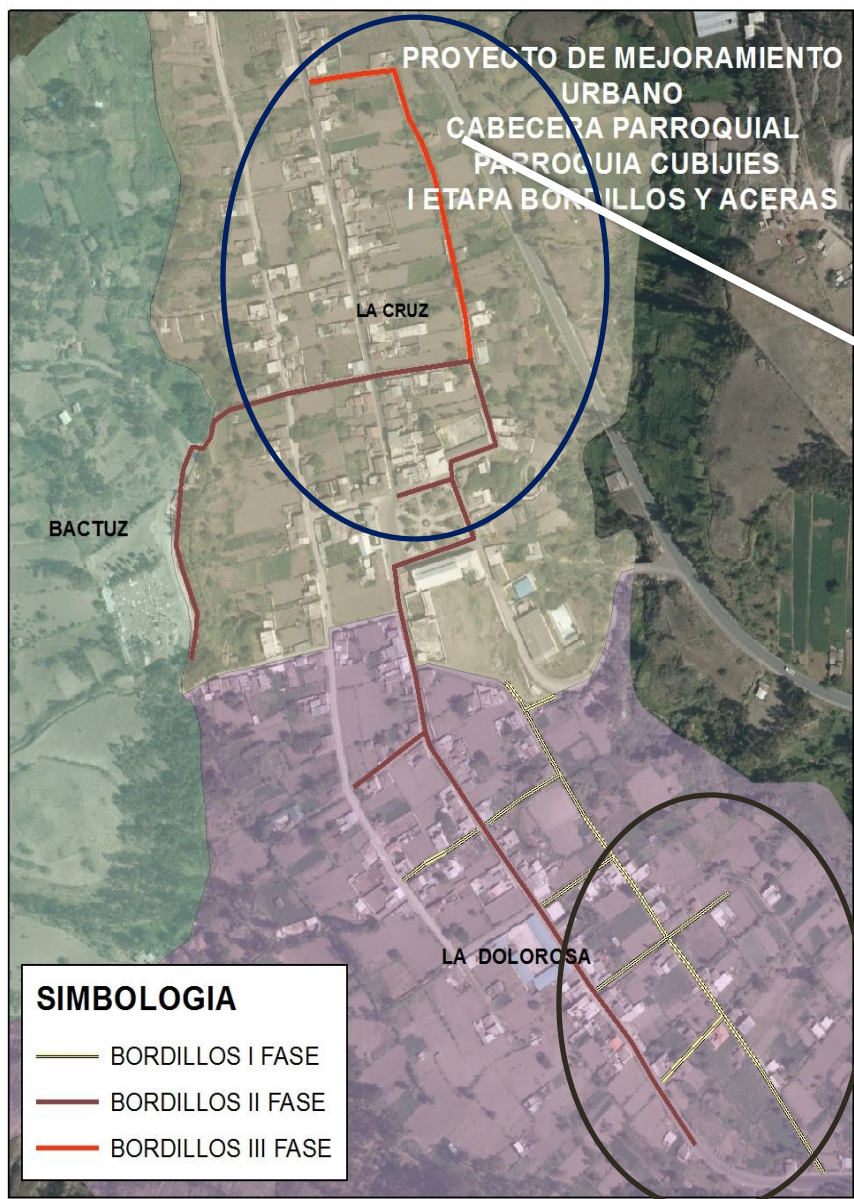 PROYECTO DE MEJORAMIENTO
URBANO
CABECERA PARROQUIAL
PARROQUIA CUBIJIES
I ETAPA BORDILLOS Y ACERAS
LA CRUZ
BACTUZ
LA DOLOROSA
SIMBOLOGIA
BORDILLOS I FASE
BORDILLOS II FASE
BORDILLOS III FASE